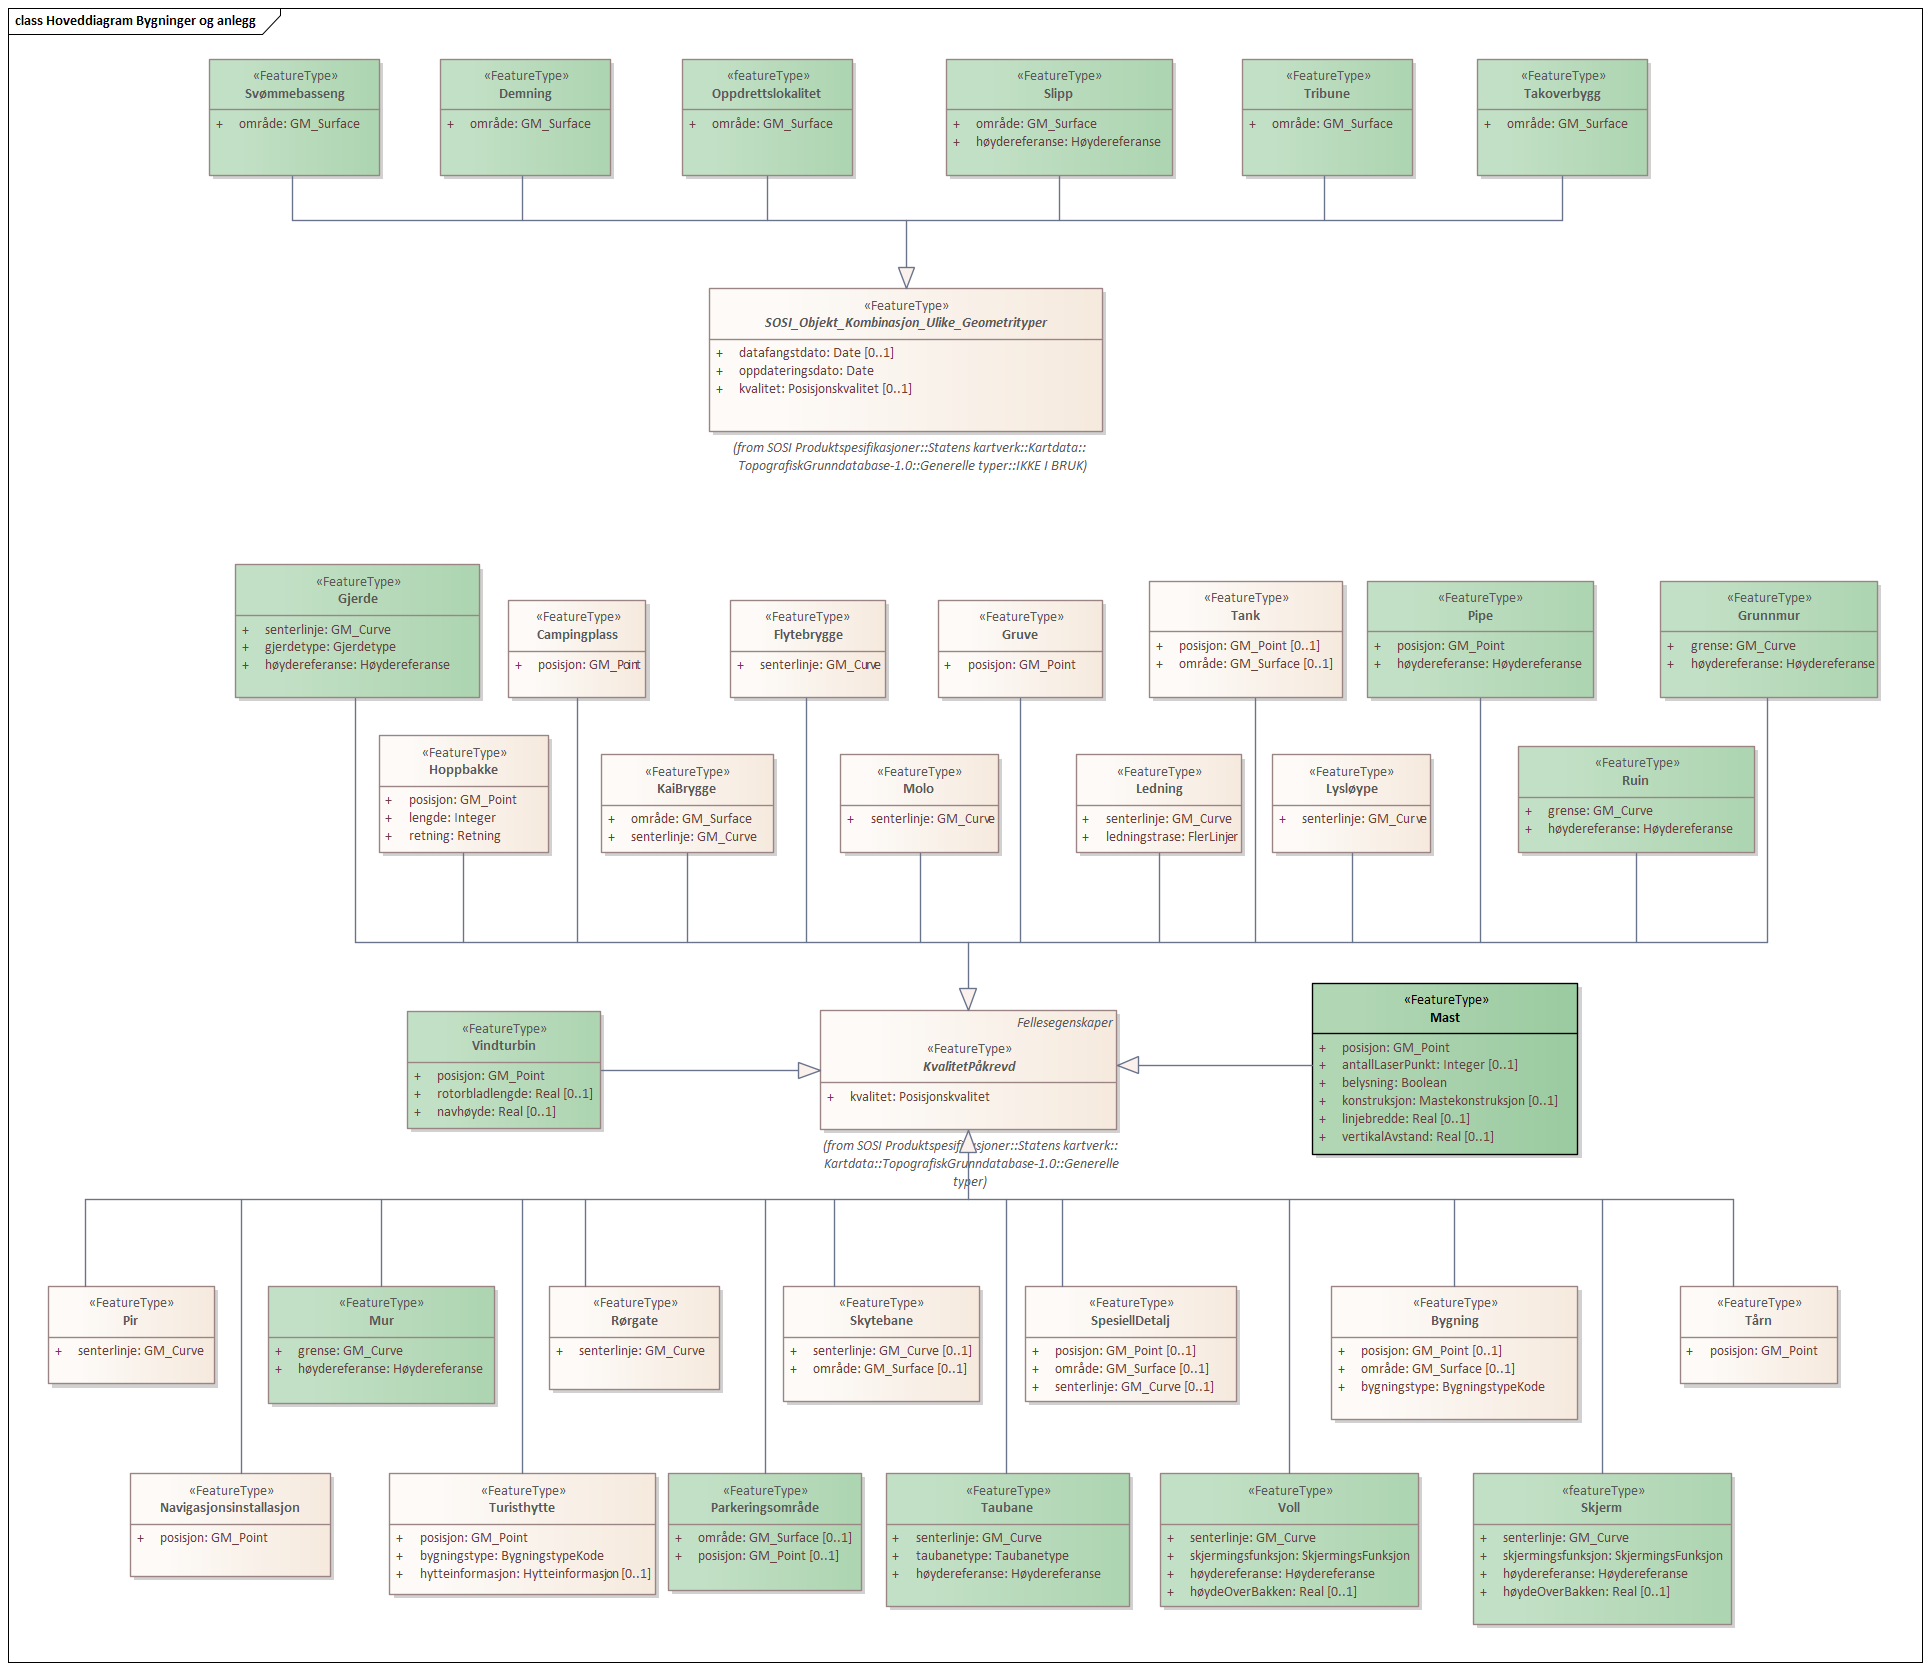 class Hoveddiagram Bygninger og anlegg
«FeatureType»
Svømmebasseng
+ område: GM_Surface
«FeatureType»
Demning
+ område: GM_Surface
«featureType»
Oppdrettslokalitet
+ område: GM_Surface
«FeatureType»
Slipp
+ område: GM_Surface
+ høydereferanse: Høydereferanse
«FeatureType»
Tribune
+ område: GM_Surface
«FeatureType»
Takoverbygg
+ område: GM_Surface
«FeatureType»
SOSI_Objekt_Kombinasjon_Ulike_Geometrityper
+ datafangstdato: Date [0..1]
+ oppdateringsdato: Date
+ kvalitet: Posisjonskvalitet [0..1]
(from SOSI Produktspesifikasjoner::Statens kartverk::Kartdata::
TopografiskGrunndatabase-1.0::Generelle typer::IKKE I BRUK)
«FeatureType»
Gjerde
+ senterlinje: GM_Curve
+ gjerdetype: Gjerdetype
+ høydereferanse: Høydereferanse
«FeatureType»
Campingplass
+ posisjon: GM_Point
«FeatureType»
Flytebrygge
+ senterlinje: GM_Curve
«FeatureType»
Gruve
+ posisjon: GM_Point
«FeatureType»
Tank
+ posisjon: GM_Point [0..1]
+ område: GM_Surface [0..1]
«FeatureType»
Pipe
+ posisjon: GM_Point
+ høydereferanse: Høydereferanse
«FeatureType»
Grunnmur
+ grense: GM_Curve
+ høydereferanse: Høydereferanse
«FeatureType»
Hoppbakke
+ posisjon: GM_Point
+ lengde: Integer
+ retning: Retning
«FeatureType»
KaiBrygge
+ område: GM_Surface
+ senterlinje: GM_Curve
«FeatureType»
Molo
+ senterlinje: GM_Curve
«FeatureType»
Ledning
+ senterlinje: GM_Curve
+ ledningstrase: FlerLinjer
«FeatureType»
Lysløype
+ senterlinje: GM_Curve
«FeatureType»
Ruin
+ grense: GM_Curve
+ høydereferanse: Høydereferanse
«FeatureType»
Vindturbin
+ posisjon: GM_Point
+ rotorbladlengde: Real [0..1]
+ navhøyde: Real [0..1]
Fellesegenskaper
«FeatureType»
KvalitetPåkrevd
+ kvalitet: Posisjonskvalitet
(from SOSI Produktspesifikasjoner::Statens kartverk::
Kartdata::TopografiskGrunndatabase-1.0::Generelle
typer)
«FeatureType»
Mast
+ posisjon: GM_Point
+ antallLaserPunkt: Integer [0..1]
+ belysning: Boolean
+ konstruksjon: Mastekonstruksjon [0..1]
+ linjebredde: Real [0..1]
+ vertikalAvstand: Real [0..1]
«FeatureType»
Pir
+ senterlinje: GM_Curve
«FeatureType»
Mur
+ grense: GM_Curve
+ høydereferanse: Høydereferanse
«FeatureType»
Rørgate
+ senterlinje: GM_Curve
«FeatureType»
Skytebane
+ senterlinje: GM_Curve [0..1]
+ område: GM_Surface [0..1]
«FeatureType»
SpesiellDetalj
+ posisjon: GM_Point [0..1]
+ område: GM_Surface [0..1]
+ senterlinje: GM_Curve [0..1]
«FeatureType»
Bygning
+ posisjon: GM_Point [0..1]
+ område: GM_Surface [0..1]
+ bygningstype: BygningstypeKode
«FeatureType»
Tårn
+ posisjon: GM_Point
«FeatureType»
Navigasjonsinstallasjon
+ posisjon: GM_Point
«FeatureType»
Turisthytte
+ posisjon: GM_Point
+ bygningstype: BygningstypeKode
+ hytteinformasjon: Hytteinformasjon [0..1]
«FeatureType»
Parkeringsområde
+ område: GM_Surface [0..1]
+ posisjon: GM_Point [0..1]
«FeatureType»
Taubane
+ senterlinje: GM_Curve
+ taubanetype: Taubanetype
+ høydereferanse: Høydereferanse
«FeatureType»
Voll
+ senterlinje: GM_Curve
+ skjermingsfunksjon: SkjermingsFunksjon
+ høydereferanse: Høydereferanse
+ høydeOverBakken: Real [0..1]
«featureType»
Skjerm
+ senterlinje: GM_Curve
+ skjermingsfunksjon: SkjermingsFunksjon
+ høydereferanse: Høydereferanse
+ høydeOverBakken: Real [0..1]